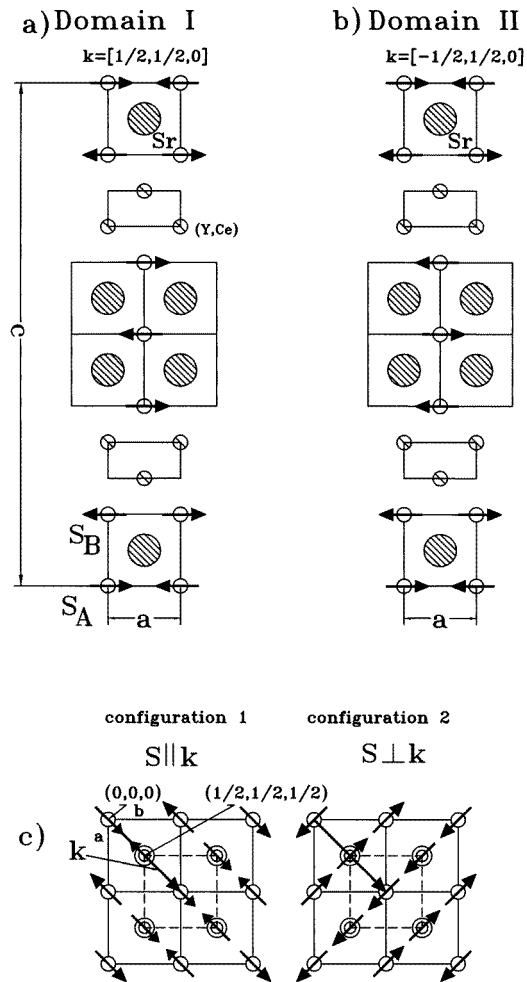 a) Domain I
b) Domain II
k=[1/2,1/2,0]
k=[-1/2,1/2,0]
Sr
Sr
(Y,Ce)
c
S_B
S_A
a
a
configuration 1
configuration 2
S||k
S⊥k
(0,0,0)
(1/2,1/2,1/2)
b
a
c)
k